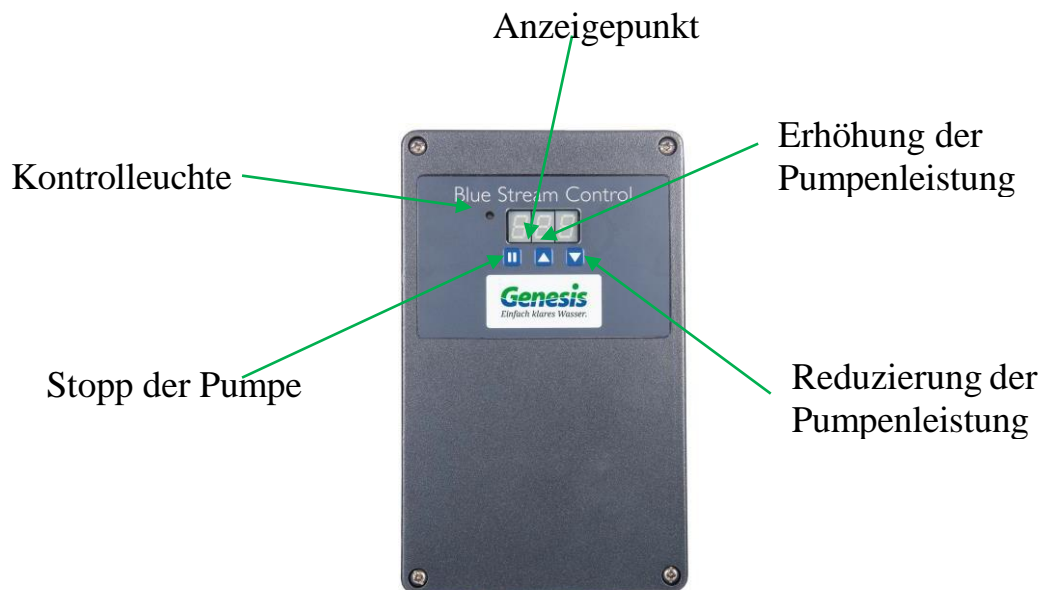 Anzeigepunkt
Erhöhung der
Pumpenleistung
Kontrolleuchte
Blue Stream Control
Genesis
Einfach klares Wasser.
Stopp der Pumpe
Reduzierung der
Pumpenleistung